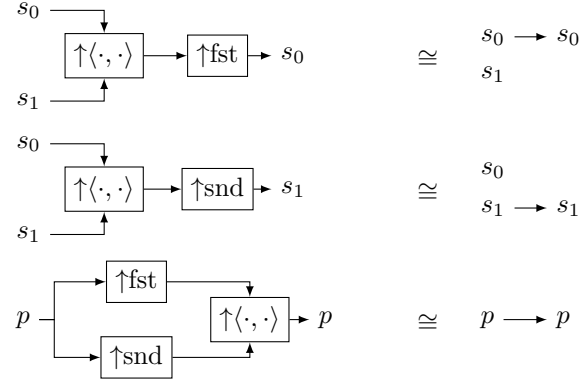 s₀
↑⟨·, ·⟩ ↑fst s₀ ≅ s₀ s₀
s₁ s₁
s₀
↑⟨·, ·⟩ ↑snd s₁ ≅ s₀
s₁ s₁ s₁
↑fst
p ↑⟨·, ·⟩ p ≅ p p
↑snd